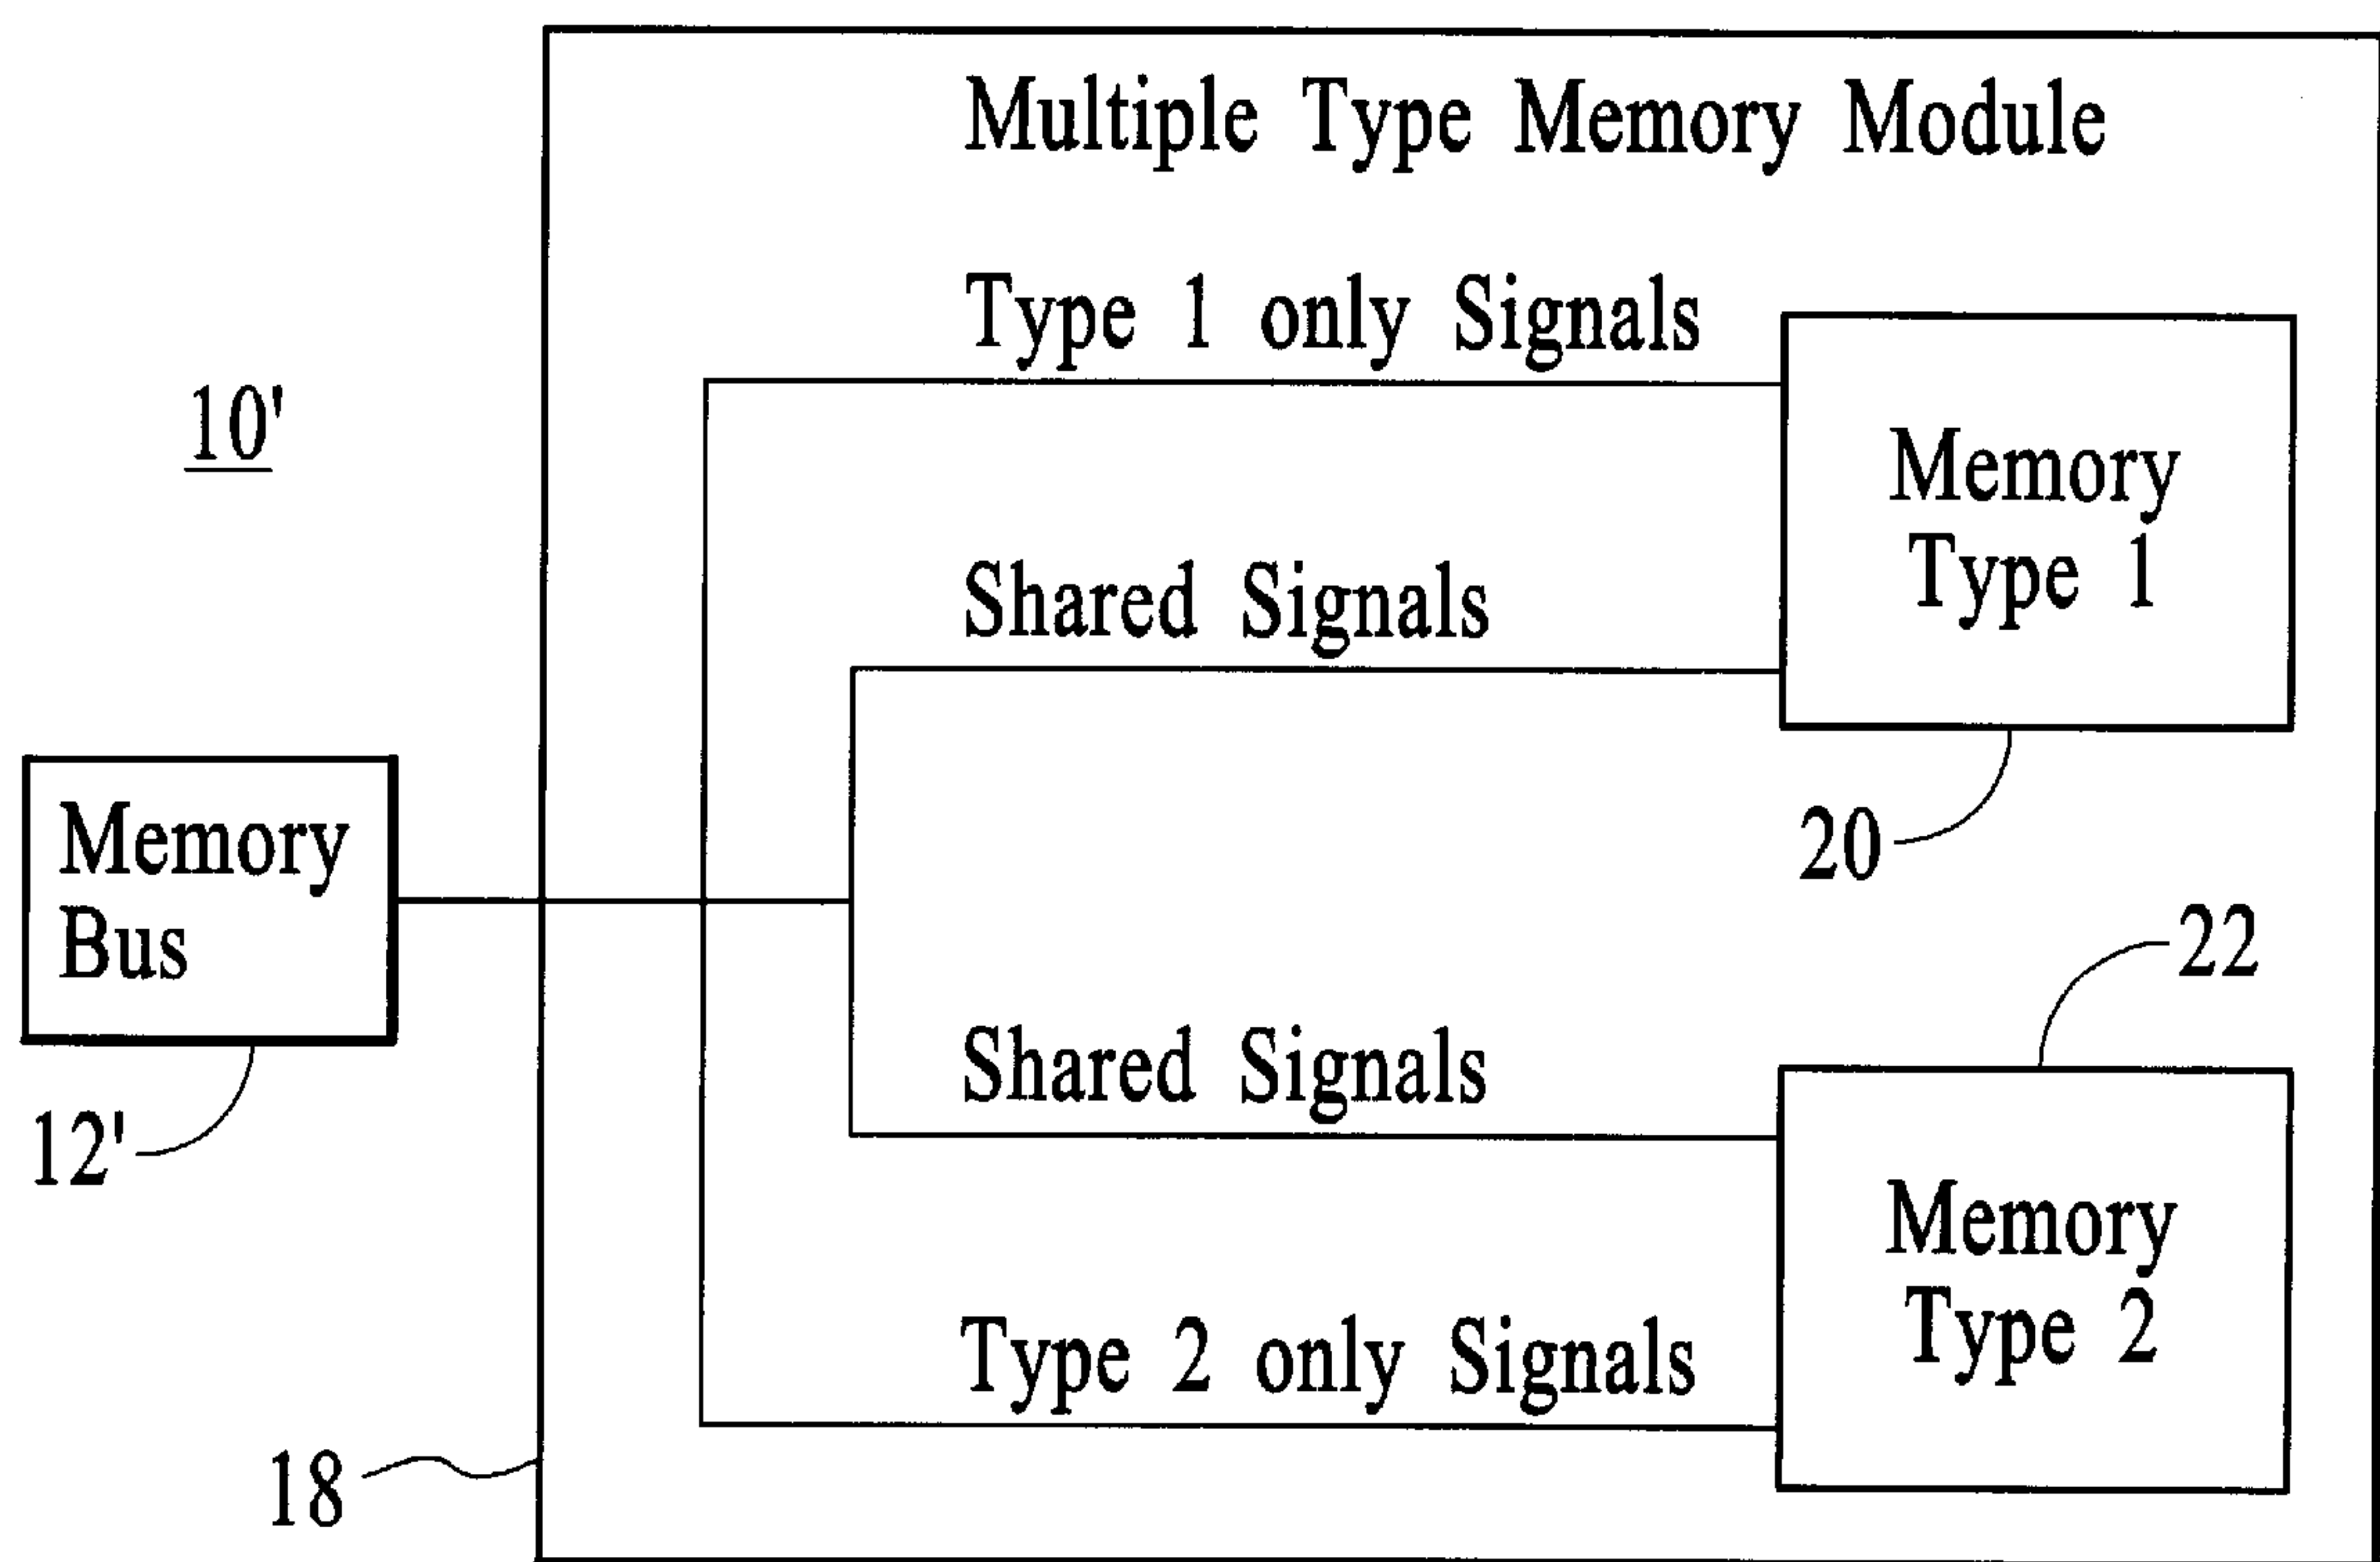 Multiple Type Memory Module
Type 1 only Signals
10'
Memory
Type 1
Shared Signals
20
Memory
Bus
12'
22
Shared Signals
Memory
Type 2
Type 2 only Signals
18